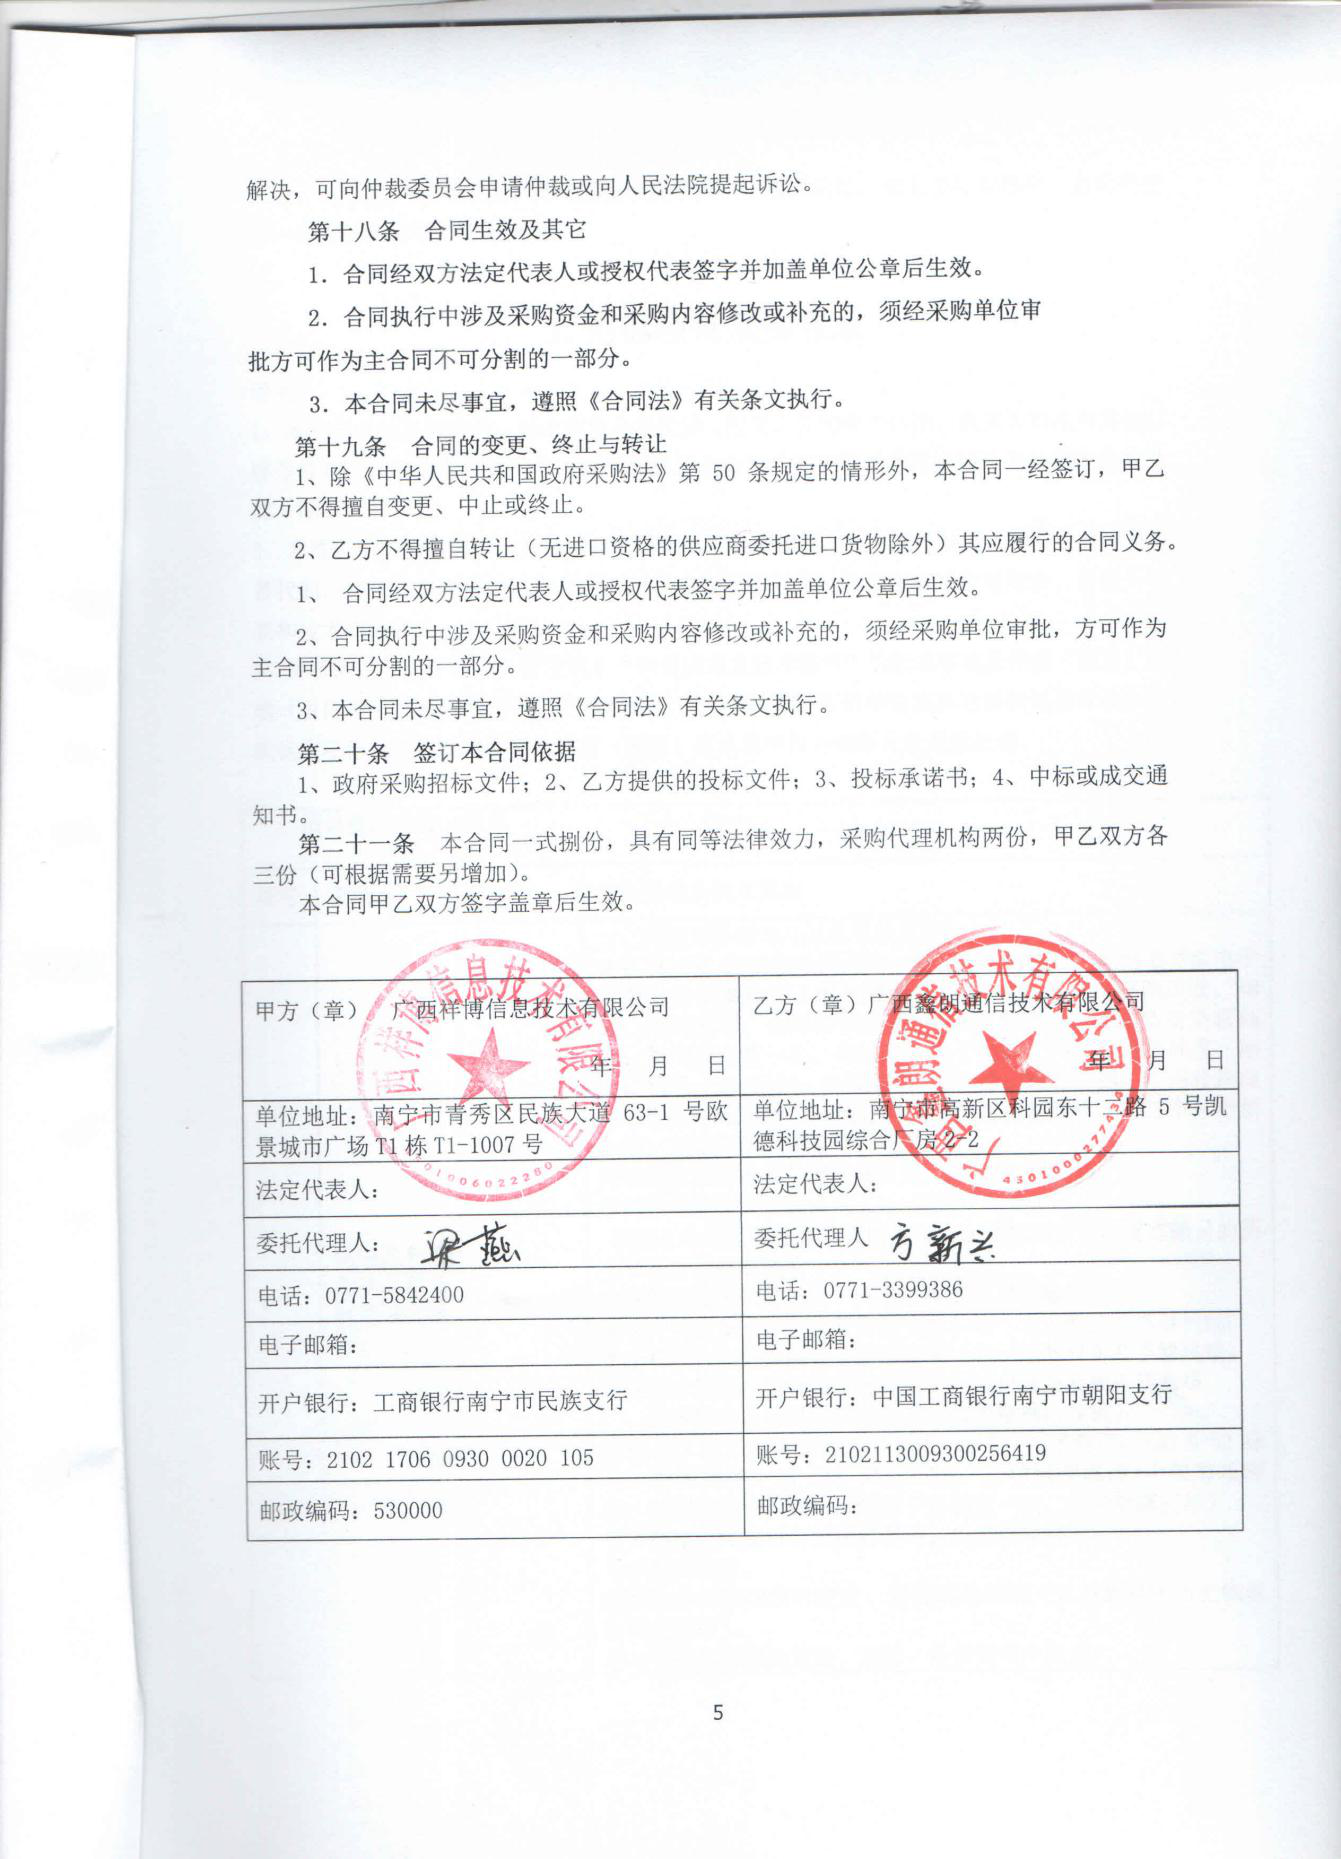 解决，可向仲裁委员会申请仲裁或向人民法院提起诉讼。
第十八条　合同生效及其它
1．合同经双方法定代表人或授权代表签字并加盖单位公章后生效。
2．合同执行中涉及采购资金和采购内容修改或补充的，须经采购单位审
批方可作为主合同不可分割的一部分。
3．本合同未尽事宜，遵照《合同法》有关条文执行。
第十九条　合同的变更、终止与转让
1、除《中华人民共和国政府采购法》第 50 条规定的情形外，本合同一经签订，甲乙
双方不得擅自变更、中止或终止。
2、乙方不得擅自转让（无进口资格的供应商委托进口货物除外）其应履行的合同义务。
1、 合同经双方法定代表人或授权代表签字并加盖单位公章后生效。
2、合同执行中涉及采购资金和采购内容修改或补充的，须经采购单位审批，方可作为
主合同不可分割的一部分。
3、本合同未尽事宜，遵照《合同法》有关条文执行。
第二十条　签订本合同依据
1、政府采购招标文件；2、乙方提供的投标文件；3、投标承诺书；4、中标或成交通
知书。
第二十一条　本合同一式捌份，具有同等法律效力，采购代理机构两份，甲乙双方各
三份（可根据需要另增加）。
本合同甲乙双方签字盖章后生效。
甲方（章）　广西祥博信息技术有限公司
年　月　日
乙方（章）广西鑫朗通信技术有限公司
年　月　日
广西祥博信息技术有限公司
4501006022280
广西鑫朗通信技术有限公司
4501000277434
单位地址：南宁市青秀区民族大道 63-1 号欧
景城市广场 T1 栋 T1-1007 号
单位地址：南宁市高新区科园东十二路 5 号凯
德科技园综合厂房 2-2
法定代表人：
法定代表人：
委托代理人：梁燕
委托代理人 方新兴
电话：0771-5842400
电话：0771-3399386
电子邮箱：
电子邮箱：
开户银行：工商银行南宁市民族支行
开户银行：中国工商银行南宁市朝阳支行
账号：2102 1706 0930 0020 105
账号：2102113009300256419
邮政编码：530000
邮政编码：
5